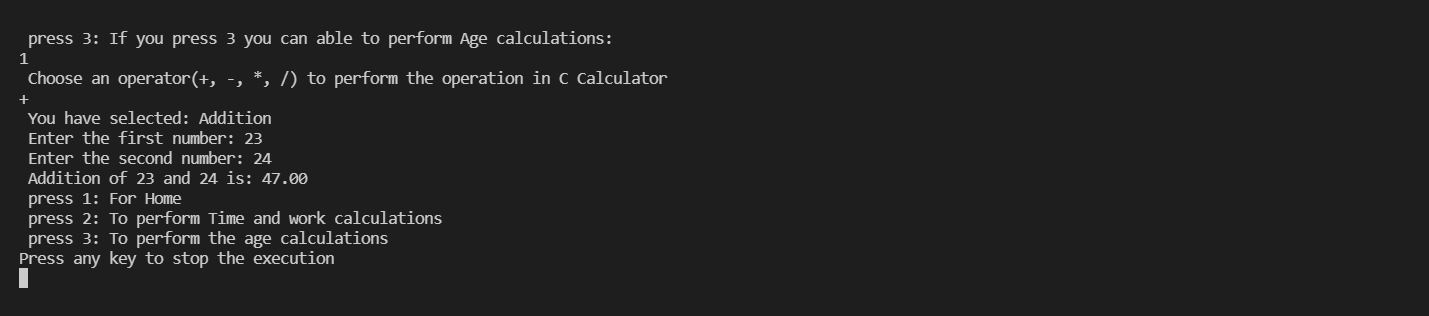 press 3: If you press 3 you can able to perform Age calculations:
1
Choose an operator(+, -, *, /) to perform the operation in C Calculator
+
You have selected: Addition
Enter the first number: 23
Enter the second number: 24
Addition of 23 and 24 is: 47.00
press 1: For Home
press 2: To perform Time and work calculations
press 3: To perform the age calculations
Press any key to stop the execution